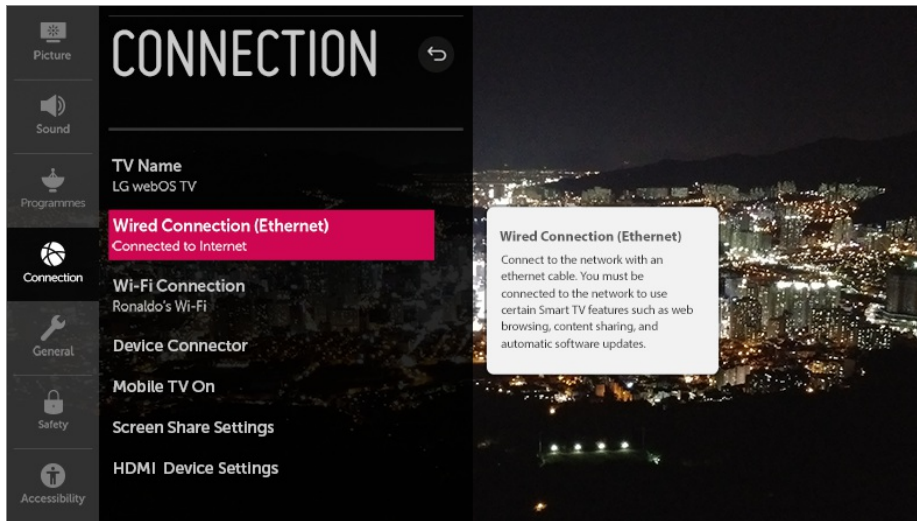 Picture
Sound
Programmes
Connection
General
Safety
Accessibility
CONNECTION
TV Name
LG webOS TV
Wired Connection (Ethernet)
Connected to Internet
Wi-Fi Connection
Ronaldo's Wi-Fi
Device Connector
Mobile TV On
Screen Share Settings
HDMI Device Settings
Wired Connection (Ethernet)
Connect to the network with an
ethernet cable. You must be
connected to the network to use
certain Smart TV features such as web
browsing, content sharing, and
automatic software updates.